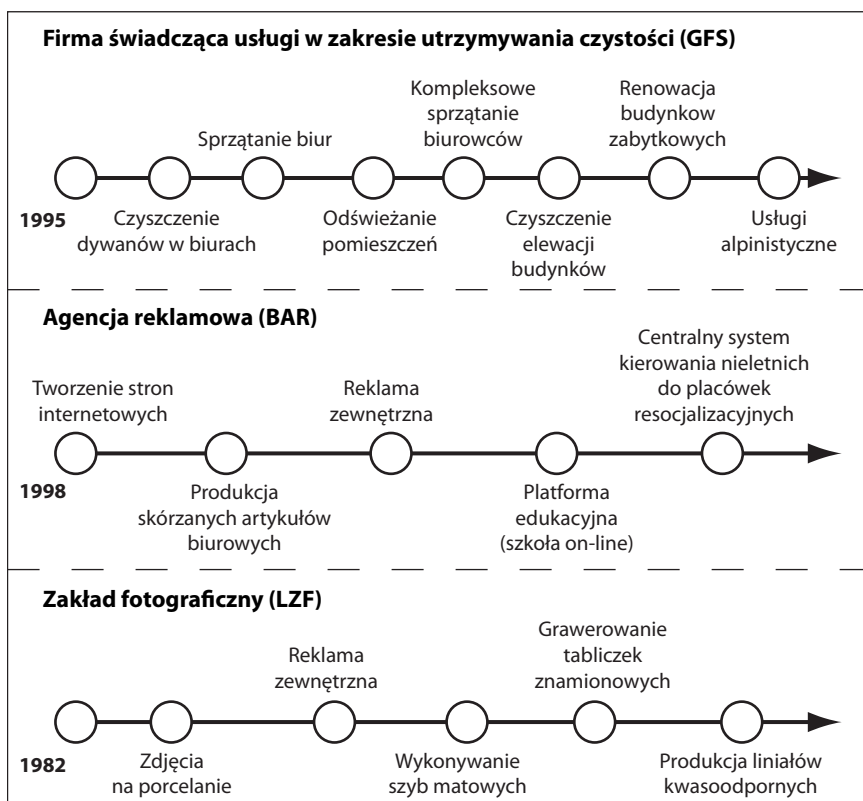 Firma świadcząca usługi w zakresie utrzymywania czystości (GFS)
Kompleksowe
sprzątanie
biurowców
Renowacja
budynkow
zabytkowych
Sprzątanie biur
1995
Czyszczenie
dywanów w biurach
Odświeżanie
pomieszczeń
Czyszczenie
elewacji
budynków
Usługi
alpinistyczne
Agencja reklamowa (BAR)
Tworzenie stron
internetowych
Reklama
zewnętrzna
Centralny system
kierowania nieletnich
do placówek
resocjalizacyjnych
1998
Produkcja
skórzanych artykułów
biurowych
Platforma
edukacyjna
(szkoła on-line)
Zakład fotograficzny (LZF)
Reklama
zewnętrzna
Grawerowanie
tabliczek
znamionowych
1982
Zdjęcia
na porcelanie
Wykonywanie
szyb matowych
Produkcja liniałów
kwasoodpornych